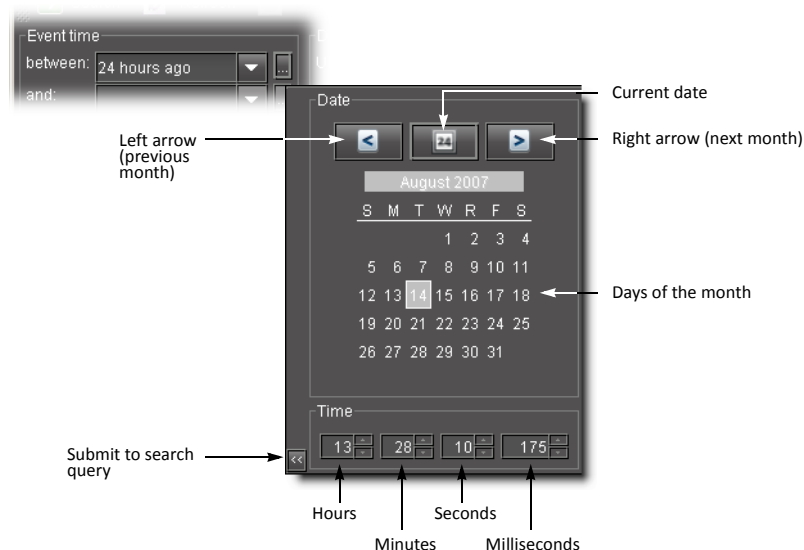 Event time
between: 24 hours ago ...
and:
Date
Current date
Left arrow
(previous
month)
<
24
>
Right arrow (next month)
August 2007
S M T W R F S
1 2 3 4
5 6 7 8 9 10 11
12 13 14 15 16 17 18
Days of the month
19 20 21 22 23 24 25
26 27 28 29 30 31
Time
13 28 10 175
Submit to search
query
<<
Hours
Seconds
Minutes
Milliseconds